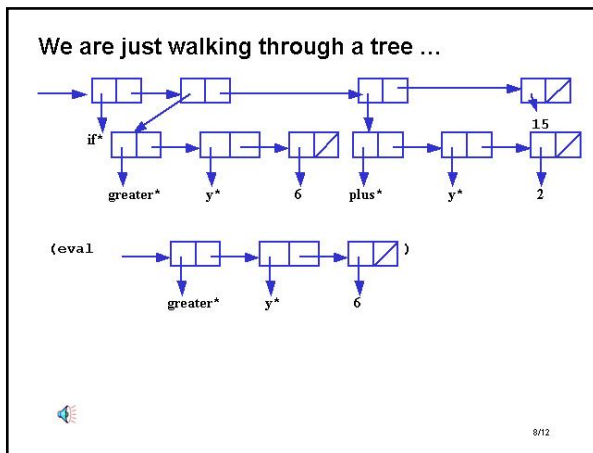 We are just walking through a tree ...
if*
15
greater* y* 6 plus* y* 2
(eval )
greater* y* 6
8/12